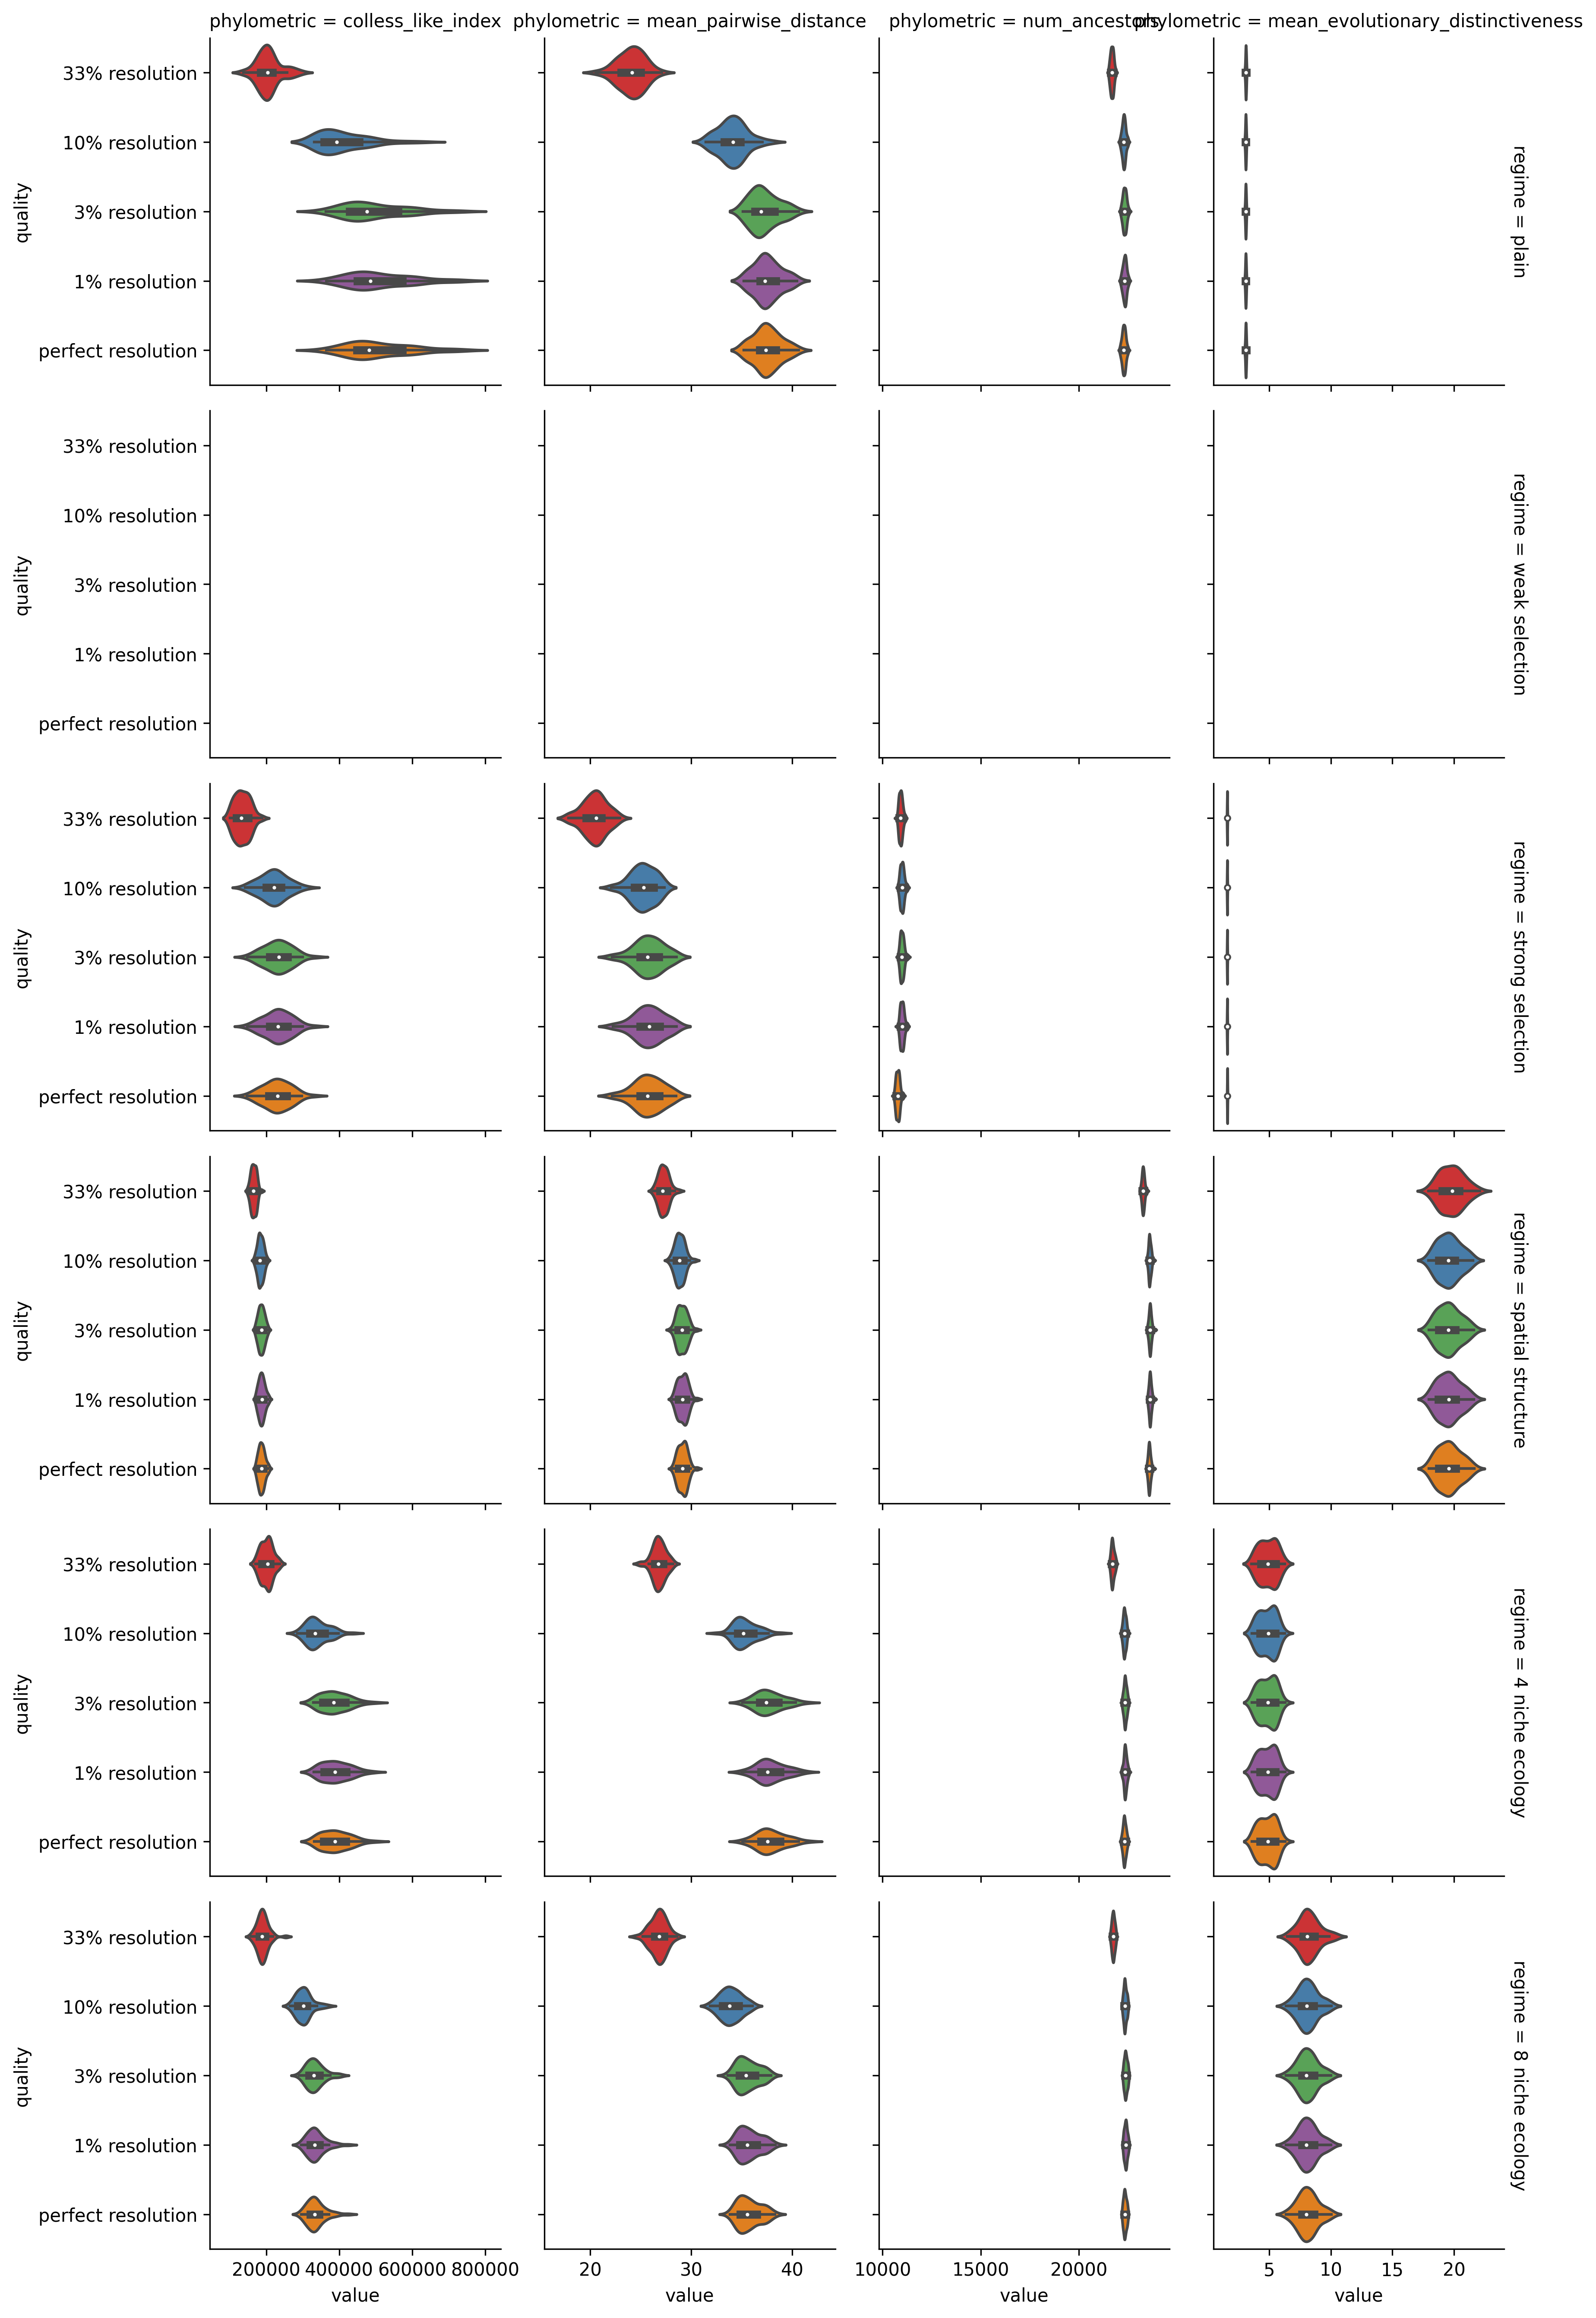 phylometric = colless_like_index
phylometric = mean_pairwise_distance
phylometric = num_ancestors
phylometric = mean_evolutionary_distinctiveness
quality
33% resolution
10% resolution
3% resolution
1% resolution
perfect resolution
regime = plain
quality
33% resolution
10% resolution
3% resolution
1% resolution
perfect resolution
regime = weak selection
quality
33% resolution
10% resolution
3% resolution
1% resolution
perfect resolution
regime = strong selection
quality
33% resolution
10% resolution
3% resolution
1% resolution
perfect resolution
regime = spatial structure
quality
33% resolution
10% resolution
3% resolution
1% resolution
perfect resolution
regime = 4 niche ecology
quality
33% resolution
10% resolution
3% resolution
1% resolution
perfect resolution
regime = 8 niche ecology
200000 400000 600000 800000
value
20 30 40
value
10000 15000 20000
value
5 10 15 20
value